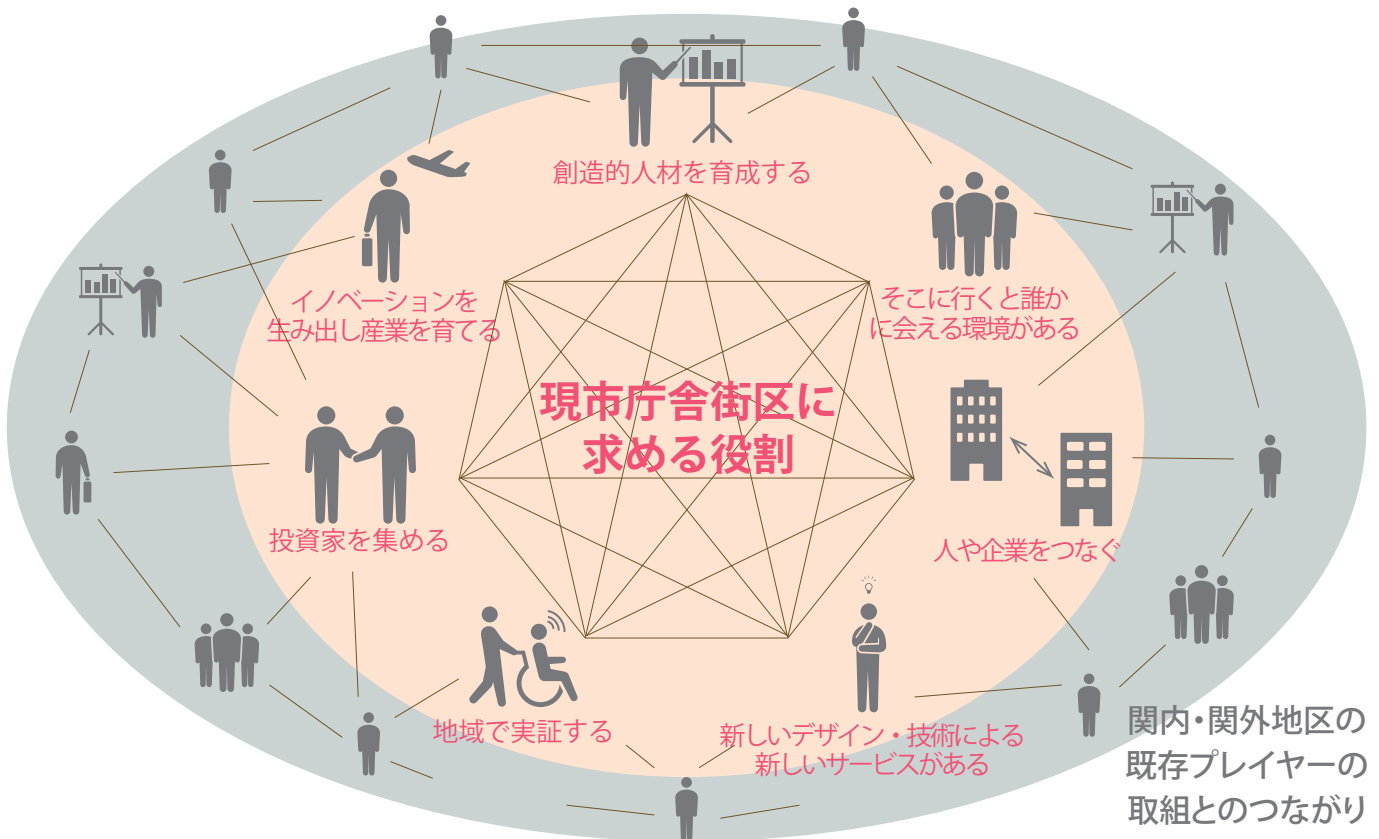 創造的人材を育成する
イノベーションを
生み出し産業を育てる
そこに行くと誰か
に会える環境がある
現市庁舎街区に
求める役割
投資家を集める
人や企業をつなぐ
地域で実証する
新しいデザイン・技術による
新しいサービスがある
関内・関外地区の
既存プレイヤーの
取組とのつながり